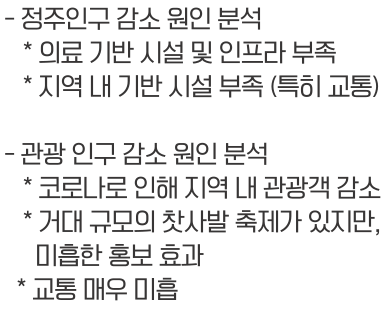 - 정주인구 감소 원인 분석
* 의료 기반 시설 및 인프라 부족
* 지역 내 기반 시설 부족 (특히 교통)
- 관광 인구 감소 원인 분석
* 코로나로 인해 지역 내 관광객 감소
* 거대 규모의 찻사발 축제가 있지만,
미흡한 홍보 효과
* 교통 매우 미흡